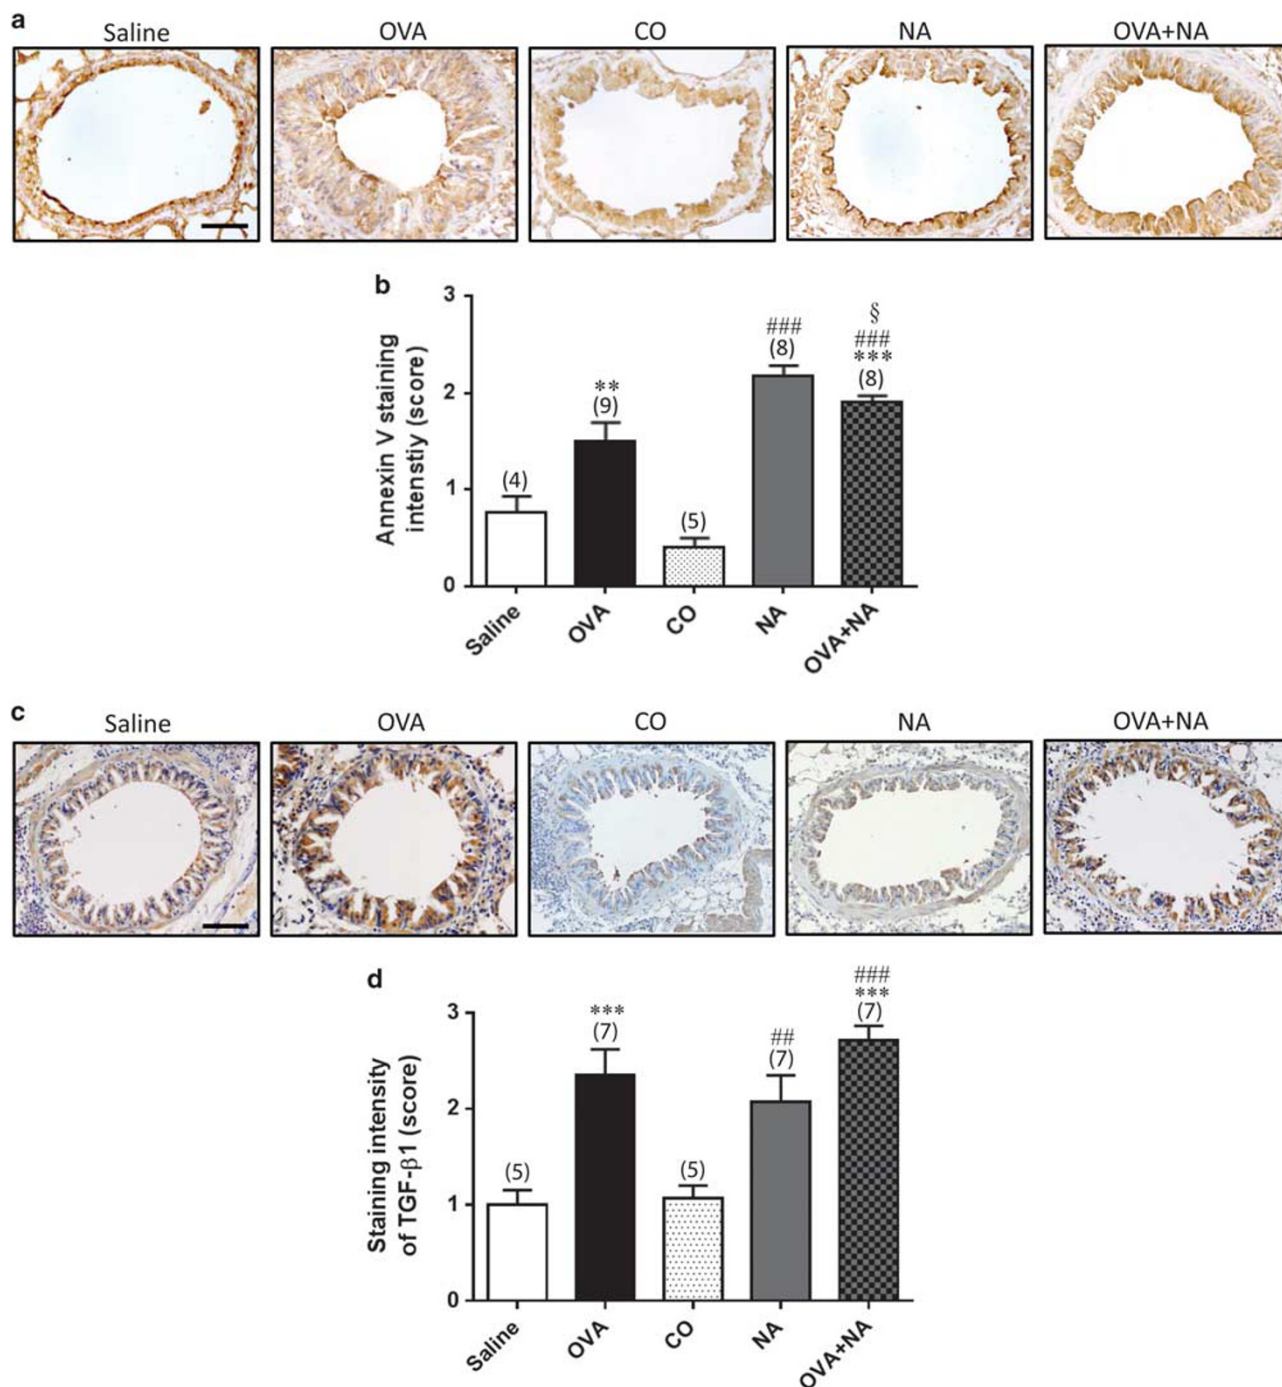 a
Saline OVA CO NA OVA+NA
b
Annexin V staining
intenstiy (score)
3
2
1
0
(4)
**
(9)
(5)
###
(8)
§
###
***
(8)
Saline OVA CO NA OVA+NA
c
Saline OVA CO NA OVA+NA
d
Staining intensity
of TGF-β1 (score)
3
2
1
0
(5)
***
(7)
(5)
##
(7)
###
***
(7)
Saline OVA CO NA OVA+NA